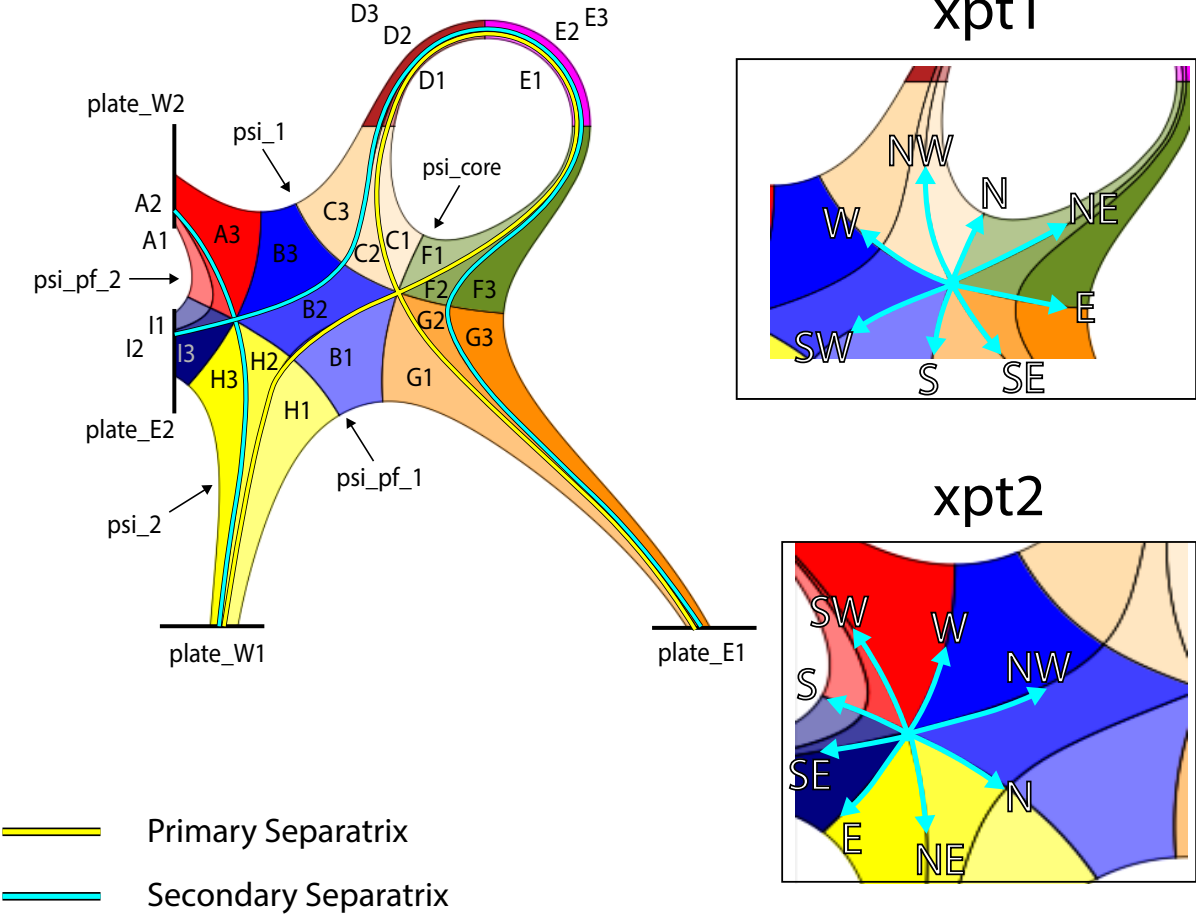 D3
D2
E2
E3
D1
E1
plate_W2
psi_1
psi_core
A2
A1
A3
B3
C3
C2
C1
F1
F2
F3
psi_pf_2
B2
G2
G3
I1
I2
I3
H3
H2
B1
G1
H1
plate_E2
psi_pf_1
psi_2
plate_W1
plate_E1
Primary Separatrix
Secondary Separatrix
xpt1
NW
N
NE
W
E
SW
S
SE
xpt2
SW
W
NW
S
SE
N
E
NE